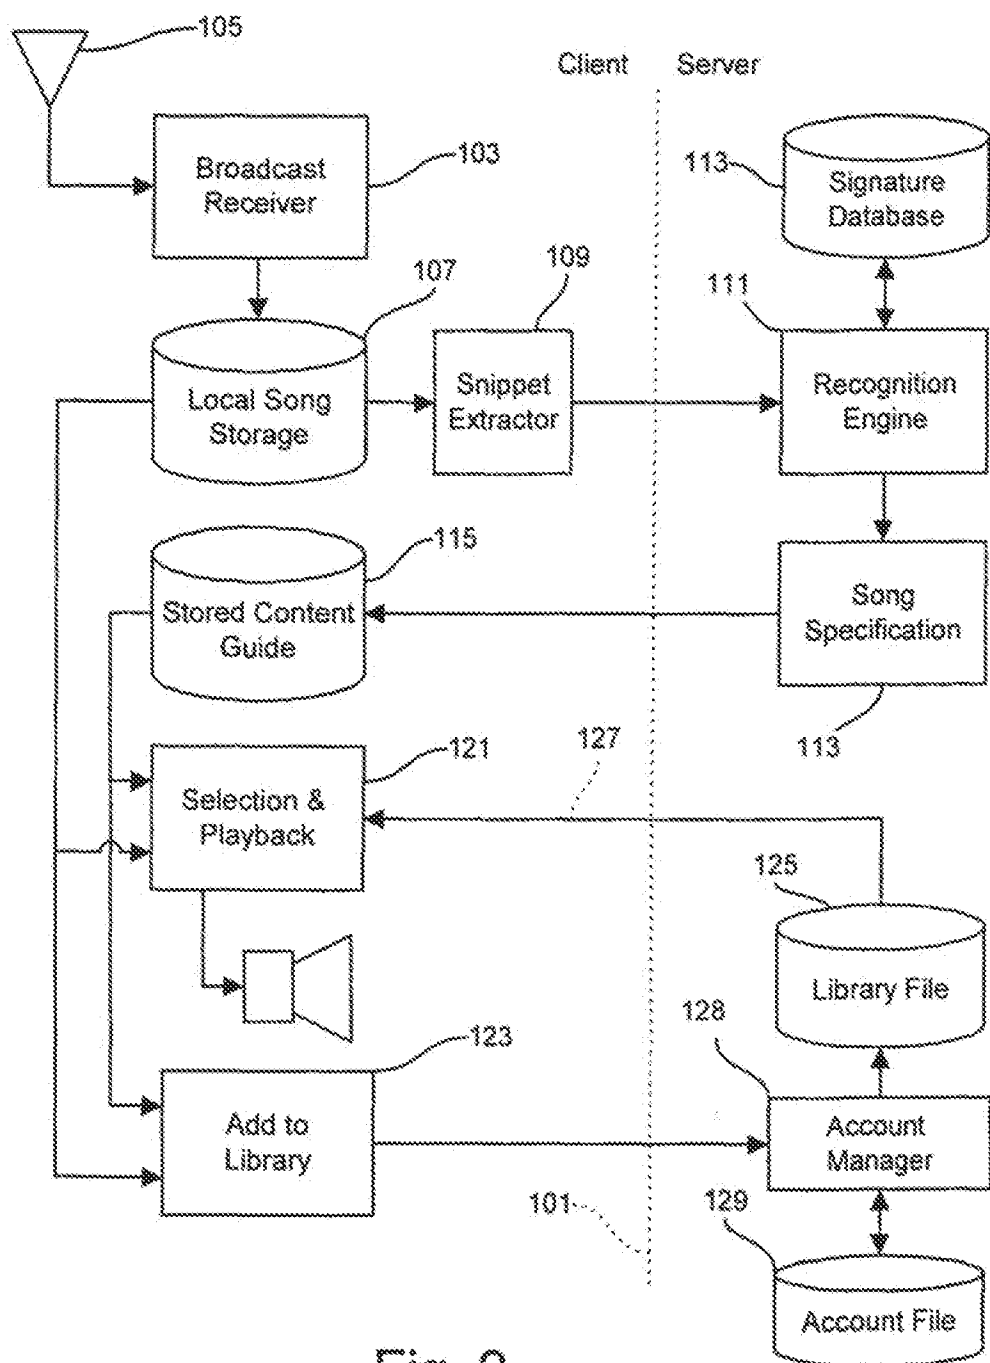 105
Client
Server
Broadcast
Receiver
103
113
Signature
Database
107
109
111
Local Song
Storage
Snippet
Extractor
Recognition
Engine
115
Stored Content
Guide
Song
Specification
113
121
127
Selection &
Playback
125
Library File
128
123
Add to
Library
Account
Manager
101
129
Account File